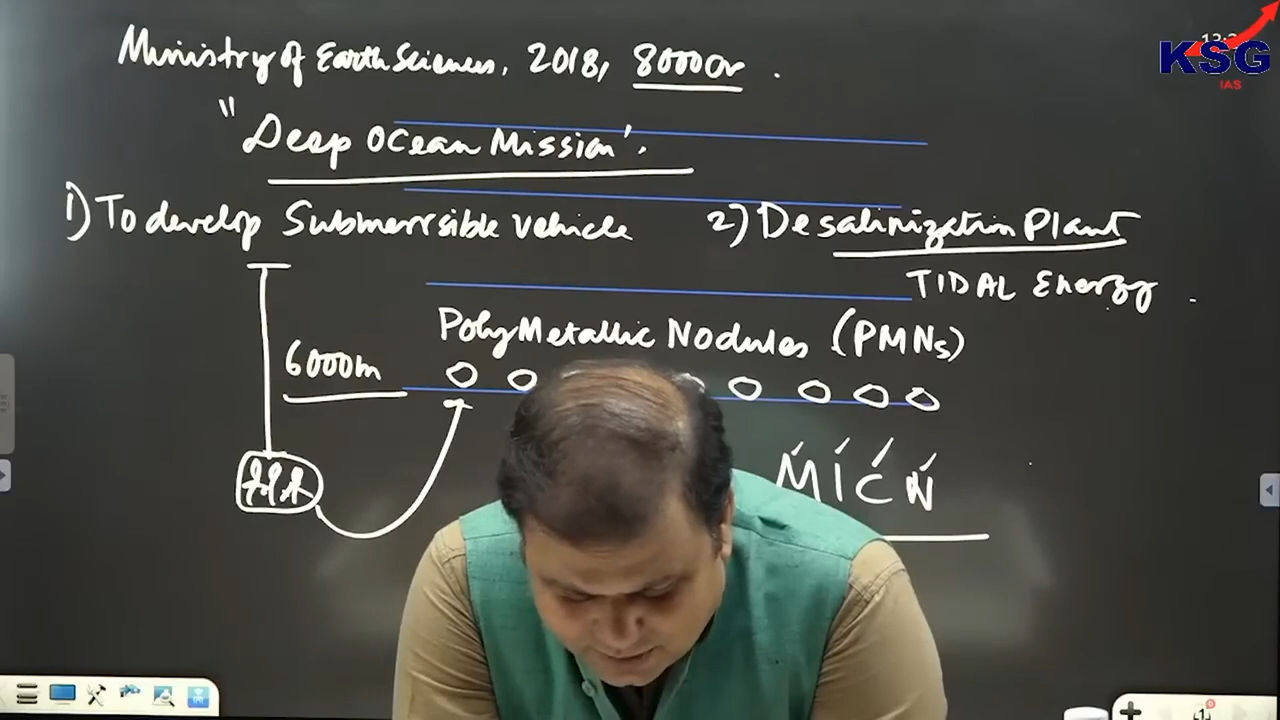 Ministry of Earth Sciences, 2018, 8000cr.
"Deep Ocean Mission'.
1) To develop Submerrsible vehicle
2) Desalinization Plant
TIDAL Energy.
PolyMetallic Nodules (PMNs)
6000m
M I C N
KSG
IAS